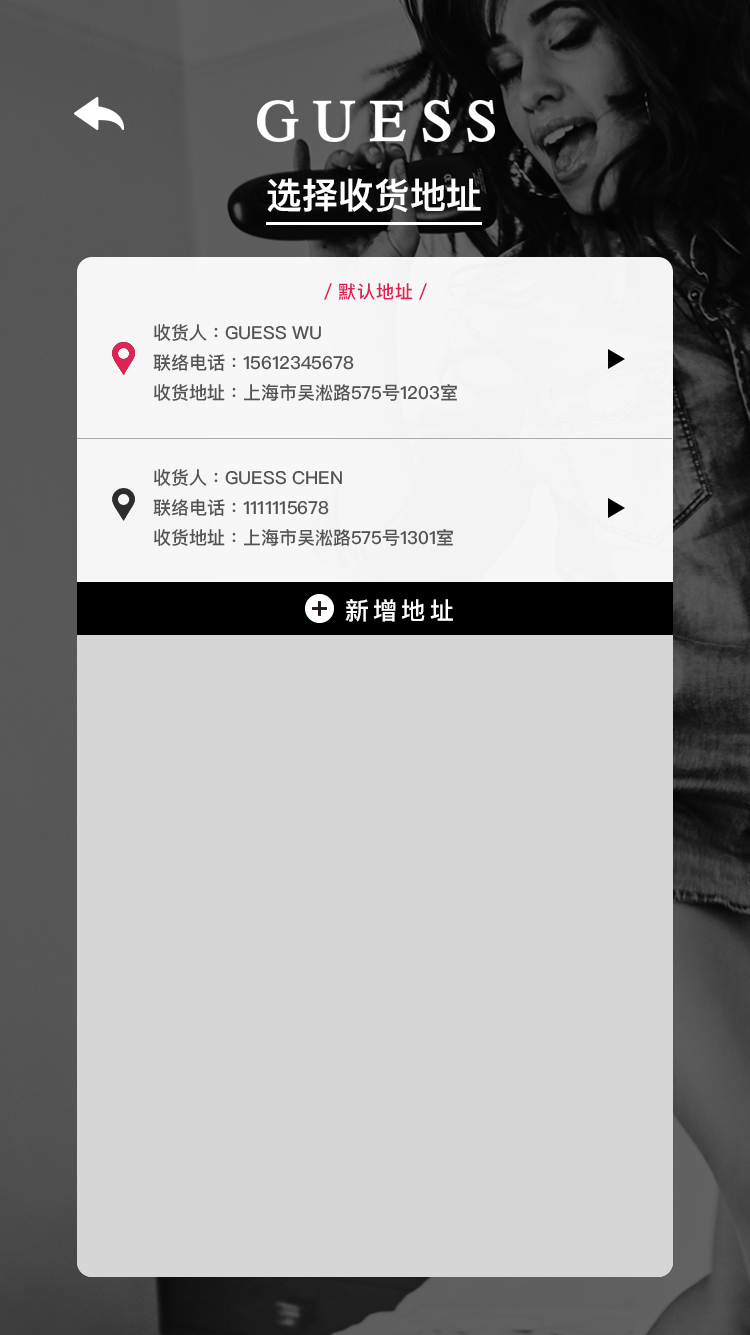 GUESS
选择收货地址
/ 默认地址 /
收货人：GUESS WU
联络电话：15612345678
收货地址：上海市吴淞路575号1203室
收货人：GUESS CHEN
联络电话：1111115678
收货地址：上海市吴淞路575号1301室
新增地址